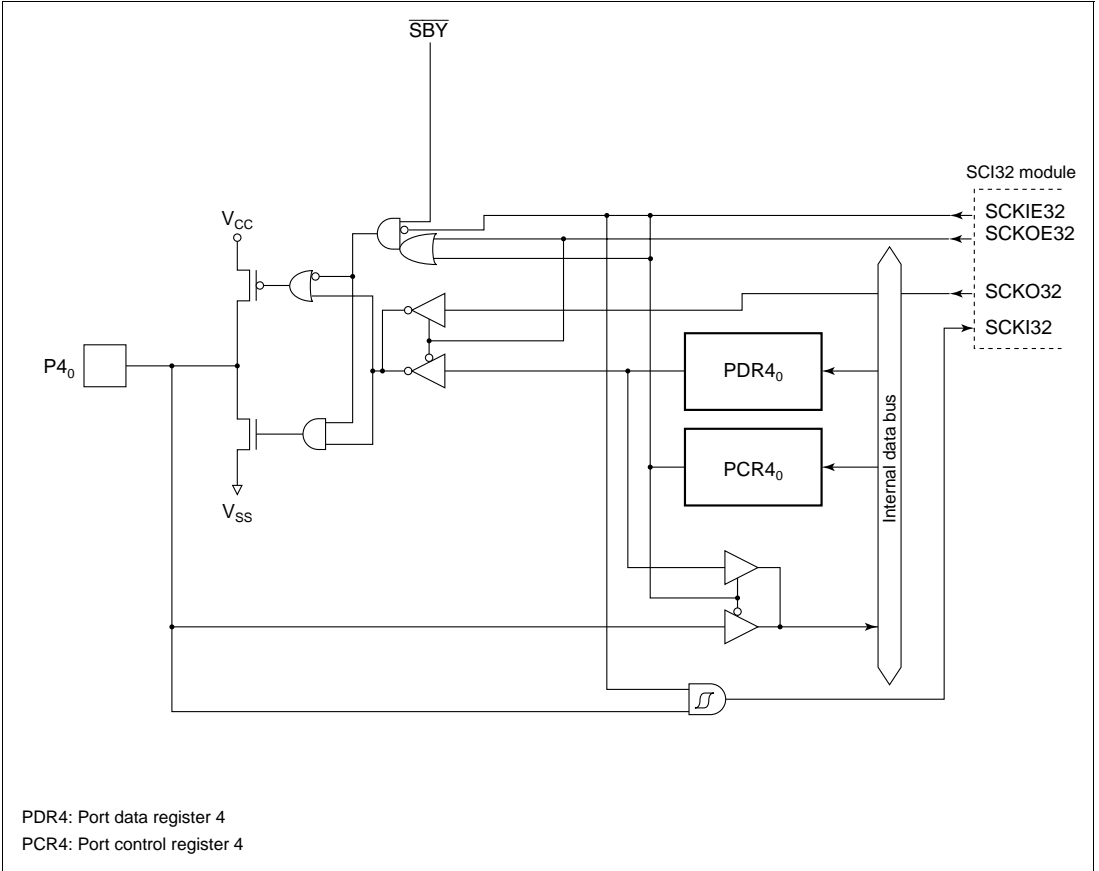 SBY
SCI32 module
SCKIE32
VCC
SCKOE32
SCKO32
SCKI32
P40
PDR40
PCR40
Internal data bus
VSS
PDR4: Port data register 4
PCR4: Port control register 4